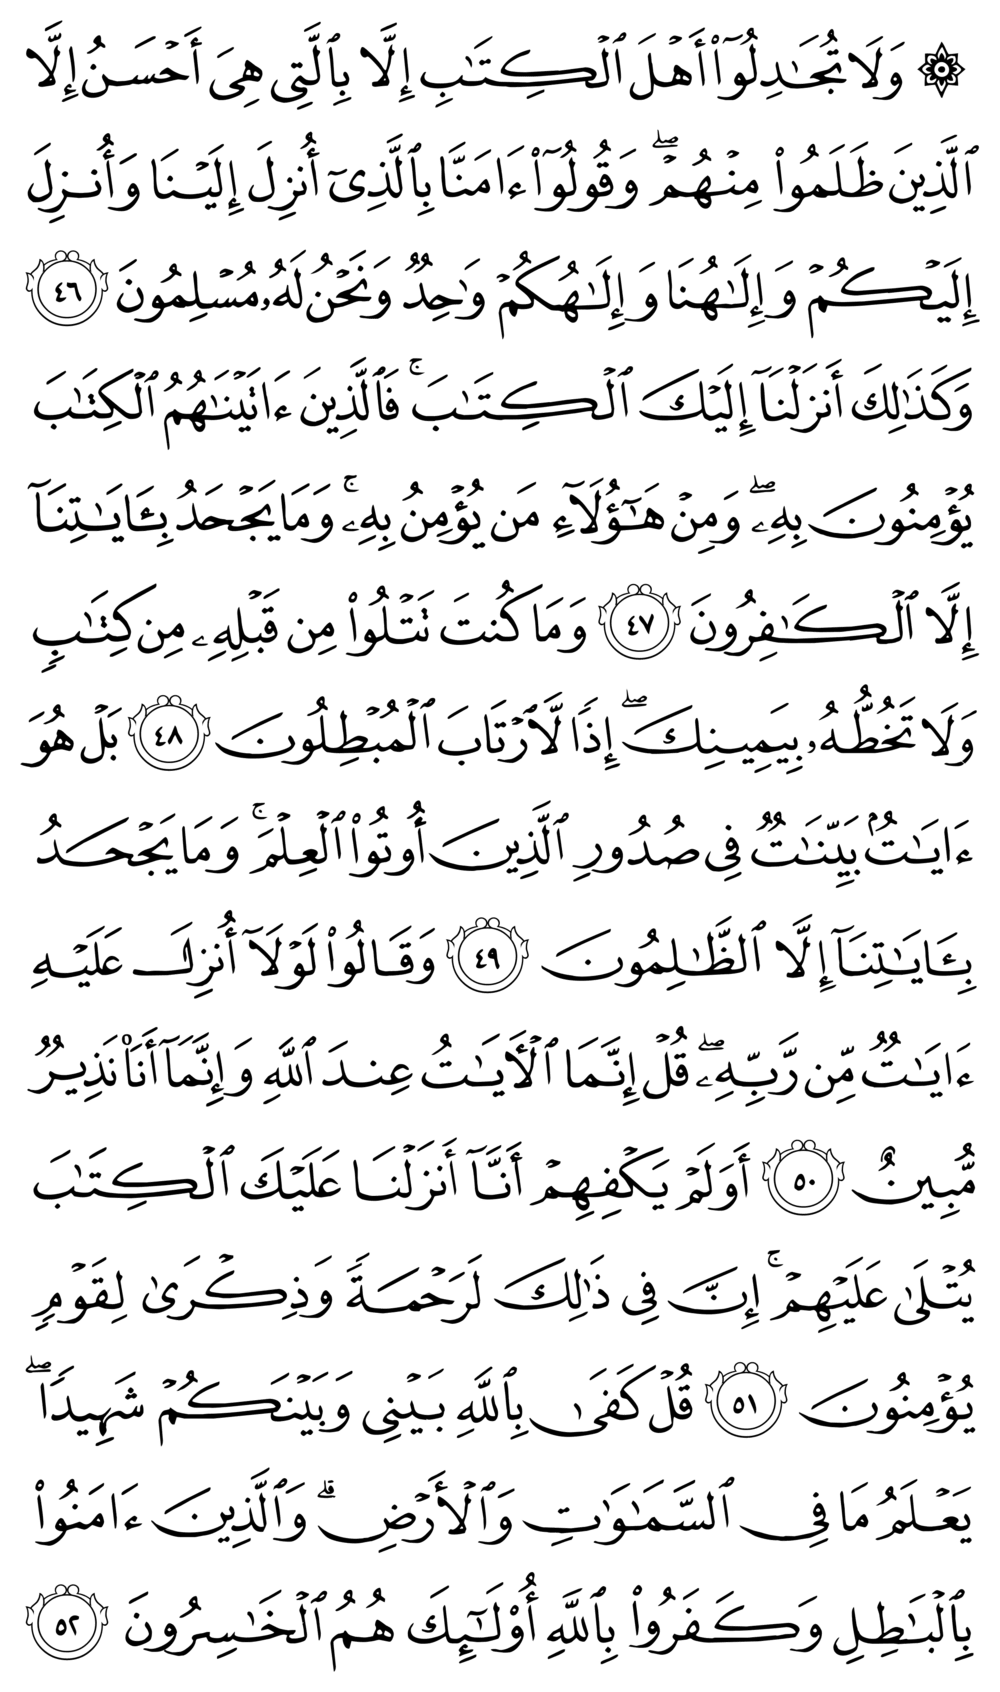 ۞ وَلَا تُجَٰدِلُوٓا۟ أَهْلَ ٱلْكِتَٰبِ إِلَّا بِٱلَّتِى هِىَ أَحْسَنُ إِلَّا
ٱلَّذِينَ ظَلَمُوا۟ مِنْهُمْ ۖ وَقُولُوٓا۟ ءَامَنَّا بِٱلَّذِىٓ أُنزِلَ إِلَيْنَا وَأُنزِلَ
إِلَيْكُمْ وَإِلَٰهُنَا وَإِلَٰهُكُمْ وَٰحِدٌ وَنَحْنُ لَهُۥ مُسْلِمُونَ ٤٦
وَكَذَٰلِكَ أَنزَلْنَآ إِلَيْكَ ٱلْكِتَٰبَ ۚ فَٱلَّذِينَ ءَاتَيْنَٰهُمُ ٱلْكِتَٰبَ
يُؤْمِنُونَ بِهِۦ ۖ وَمِنْ هَٰٓؤُلَآءِ مَن يُؤْمِنُ بِهِۦ ۚ وَمَا يَجْحَدُ بِـَٔايَٰتِنَآ
إِلَّا ٱلْكَٰفِرُونَ ٤٧ وَمَا كُنتَ تَتْلُوا۟ مِن قَبْلِهِۦ مِن كِتَٰبٍ
وَلَا تَخُطُّهُۥ بِيَمِينِكَ ۖ إِذًا لَّٱرْتَابَ ٱلْمُبْطِلُونَ ٤٨ بَلْ هُوَ
ءَايَٰتٌۢ بَيِّنَٰتٌ فِى صُدُورِ ٱلَّذِينَ أُوتُوا۟ ٱلْعِلْمَ ۚ وَمَا يَجْحَدُ
بِـَٔايَٰتِنَآ إِلَّا ٱلظَّٰلِمُونَ ٤٩ وَقَالُوا۟ لَوْلَآ أُنزِلَ عَلَيْهِ
ءَايَٰتٌ مِّن رَّبِّهِۦ ۖ قُلْ إِنَّمَا ٱلْـَٔايَٰتُ عِندَ ٱللَّهِ وَإِنَّمَآ أَنَا۠ نَذِيرٌ
مُّبِينٌ ٥٠ أَوَلَمْ يَكْفِهِمْ أَنَّآ أَنزَلْنَا عَلَيْكَ ٱلْكِتَٰبَ
يُتْلَىٰ عَلَيْهِمْ ۚ إِنَّ فِى ذَٰلِكَ لَرَحْمَةً وَذِكْرَىٰ لِقَوْمٍ
يُؤْمِنُونَ ٥١ قُلْ كَفَىٰ بِٱللَّهِ بَيْنِى وَبَيْنَكُمْ شَهِيدًا ۖ
يَعْلَمُ مَا فِى ٱلسَّمَٰوَٰتِ وَٱلْأَرْضِ ۗ وَٱلَّذِينَ ءَامَنُوا۟
بِٱلْبَٰطِلِ وَكَفَرُوا۟ بِٱللَّهِ أُو۟لَٰٓئِكَ هُمُ ٱلْخَٰسِرُونَ ٥٢